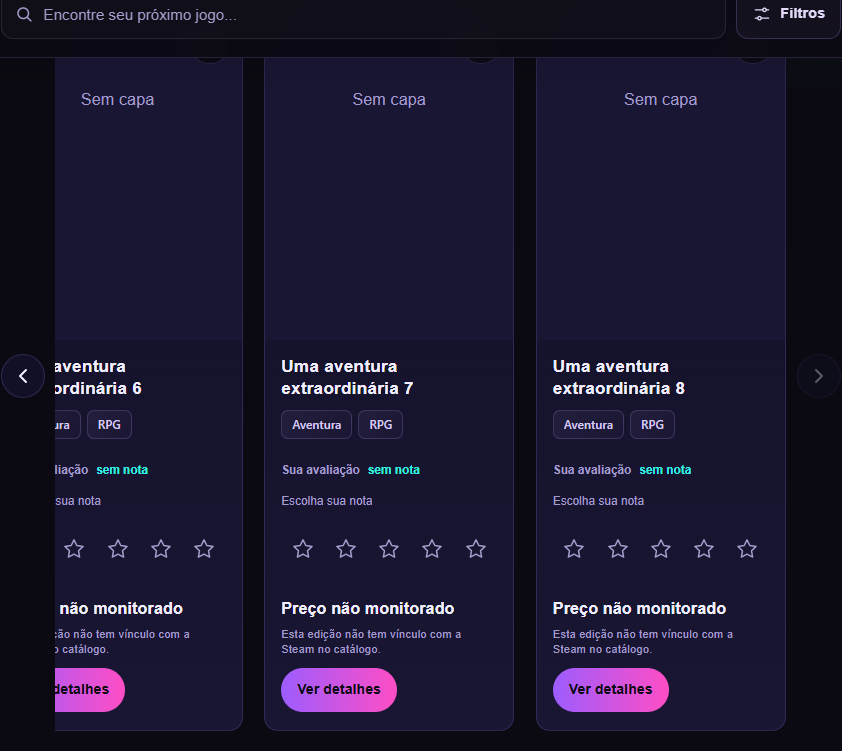 Encontre seu próximo jogo...
Filtros
Sem capa
Sem capa
Sem capa
aventura
ordinária 6
ura
RPG
liação sem nota
sua nota
não monitorado
ção não tem vínculo com a
o catálogo.
detalhes
Uma aventura
extraordinária 7
Aventura
RPG
Sua avaliação sem nota
Escolha sua nota
Preço não monitorado
Esta edição não tem vínculo com a
Steam no catálogo.
Ver detalhes
Uma aventura
extraordinária 8
Aventura
RPG
Sua avaliação sem nota
Escolha sua nota
Preço não monitorado
Esta edição não tem vínculo com a
Steam no catálogo.
Ver detalhes